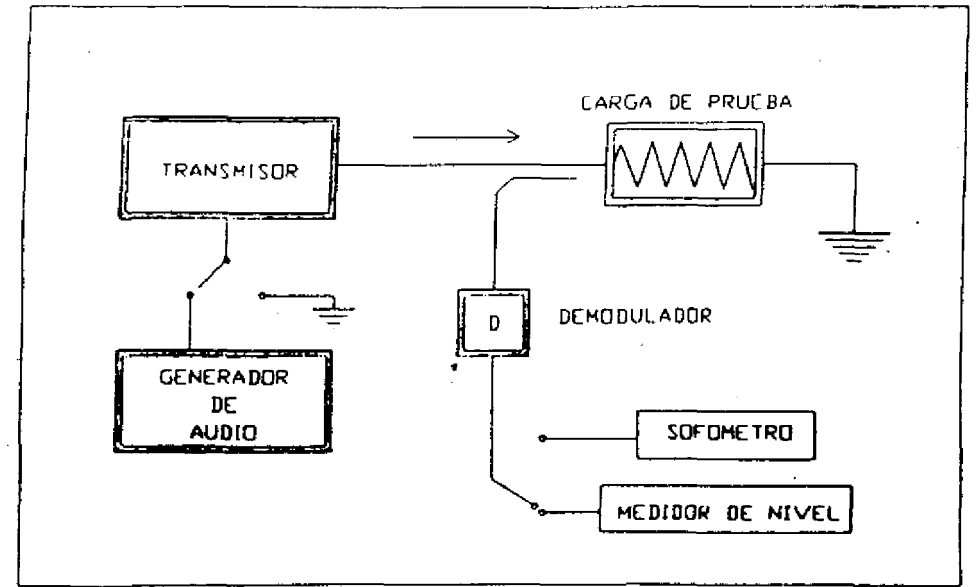 CARGA DE PRUEBA
TRANSMISOR
D
DEMODULADOR
GENERADOR
DE
AUDIO
SOFOMETRO
MEDIDOR DE NIVEL